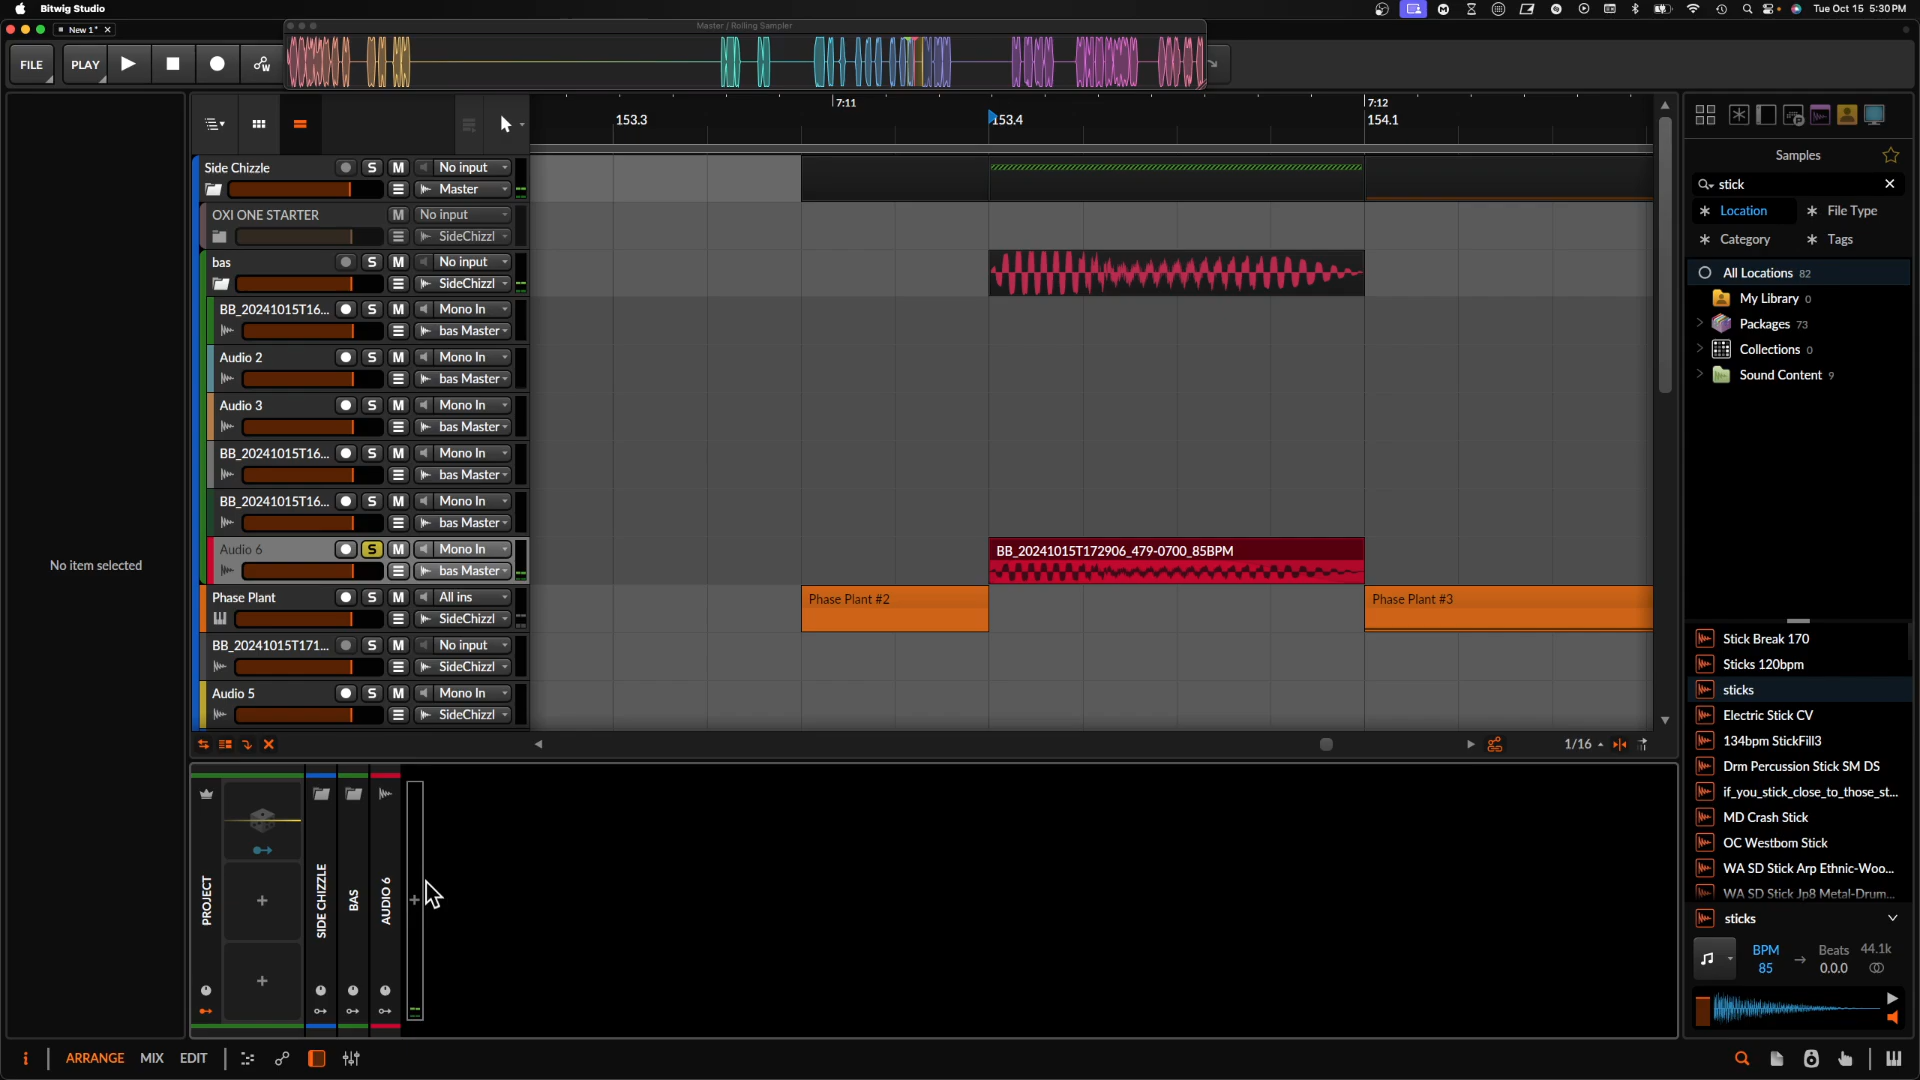 Bitwig Studio
Tue Oct 15 5:30 PM
New 1* ×
Master / Rolling Sampler
FILE
PLAY
7:11
7:12
153.3
153.4
154.1
Side Chizzle S M No input
Master
OXI ONE STARTER M No input
SideChizzl
bas S M No input
SideChizzl
BB_20241015T16... S M Mono In
bas Master
Audio 2 S M Mono In
bas Master
Audio 3 S M Mono In
bas Master
BB_20241015T16... S M Mono In
bas Master
BB_20241015T16... S M Mono In
bas Master
Audio 6 S M Mono In
bas Master
BB_20241015T172906_479-0700_85BPM
Phase Plant S M All ins
SideChizzl
Phase Plant #2
Phase Plant #3
BB_20241015T171... S M No input
SideChizzl
Audio 5 S M Mono In
SideChizzl
1/16
No item selected
PROJECT
SIDE CHIZZLE
BAS
AUDIO 6
Samples
stick
Location
File Type
Category
Tags
All Locations 82
My Library 0
Packages 73
Collections 0
Sound Content 9
Stick Break 170
Sticks 120bpm
sticks
Electric Stick CV
134bpm StickFill3
Drm Percussion Stick SM DS
if_you_stick_close_to_those_st...
MD Crash Stick
OC Westbom Stick
WA SD Stick Arp Ethnic-Woo...
WA SD Stick Jp8 Metal-Drum...
sticks
BPM
85
Beats
0.0.0
44.1k
ARRANGE MIX EDIT